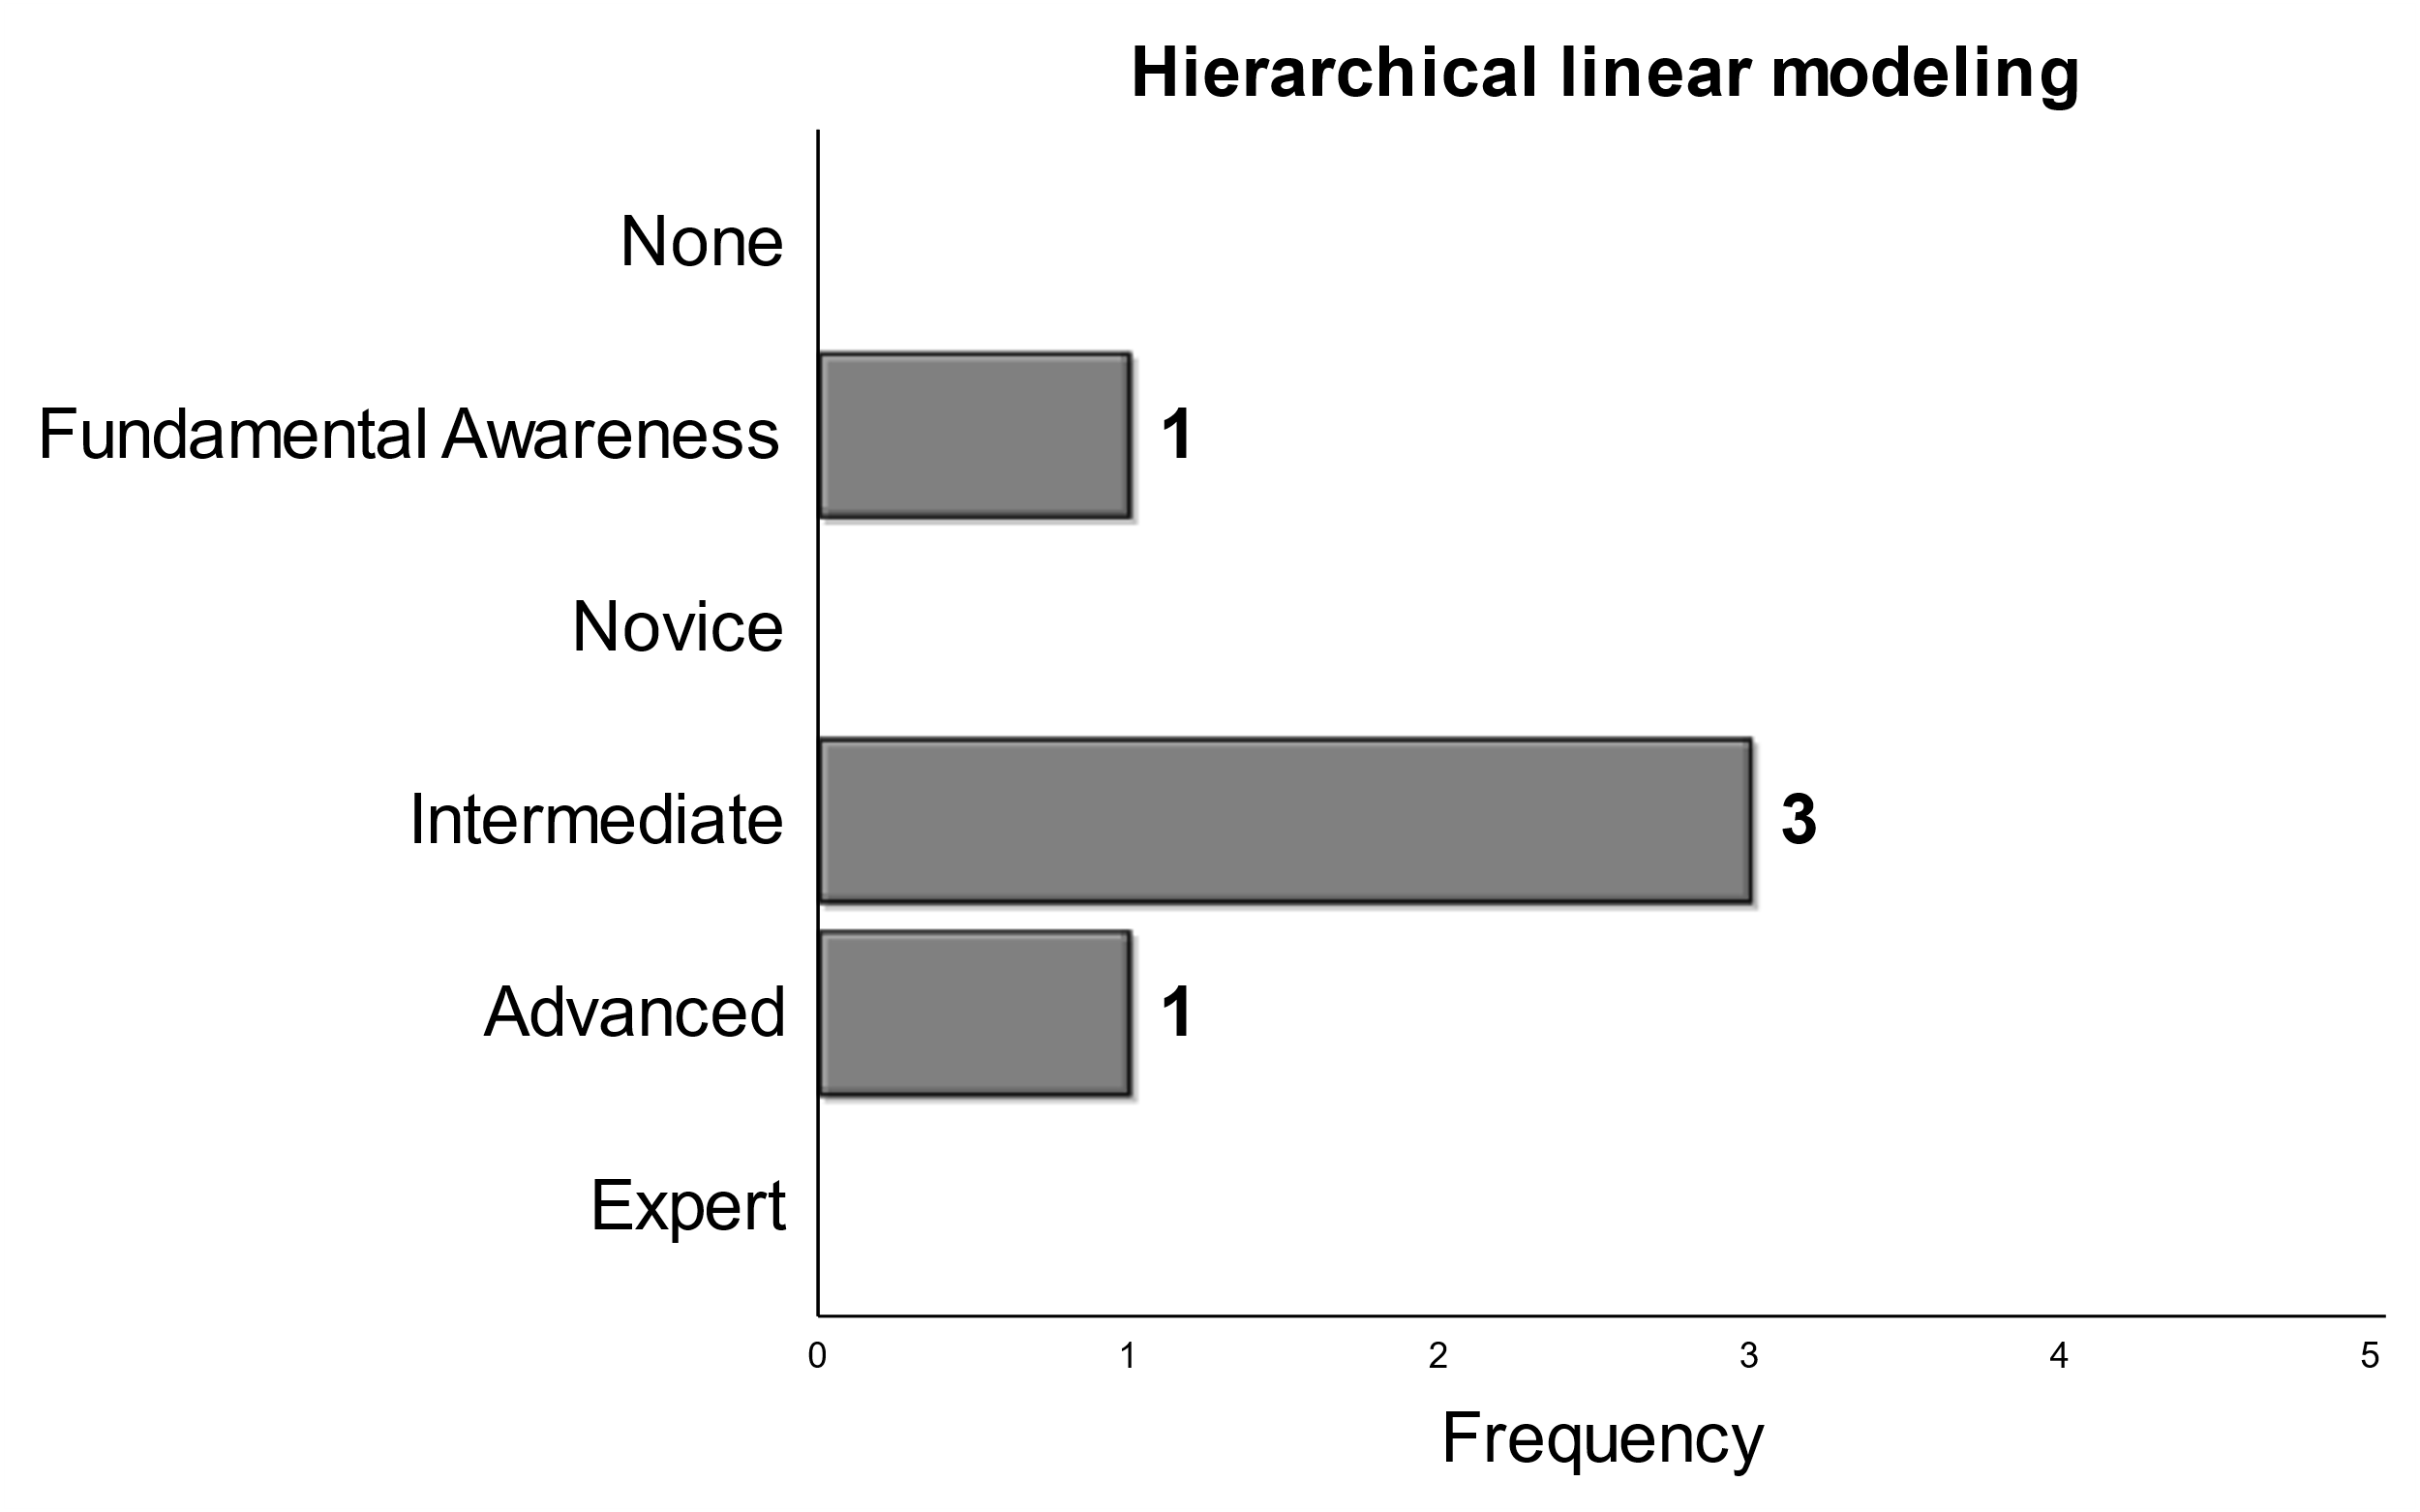 Hierarchical linear modeling
None
Fundamental Awareness
1
Novice
Intermediate
3
Advanced
1
Expert
0 1 2 3 4 5
Frequency